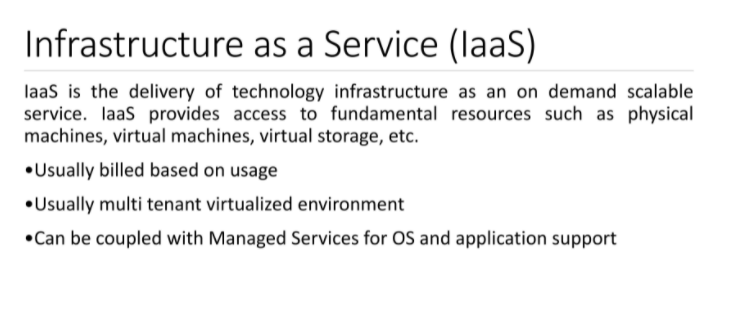 Infrastructure as a Service (IaaS)
IaaS is the delivery of technology infrastructure as an on demand scalable
service. IaaS provides access to fundamental resources such as physical
machines, virtual machines, virtual storage, etc.
•Usually billed based on usage
•Usually multi tenant virtualized environment
•Can be coupled with Managed Services for OS and application support